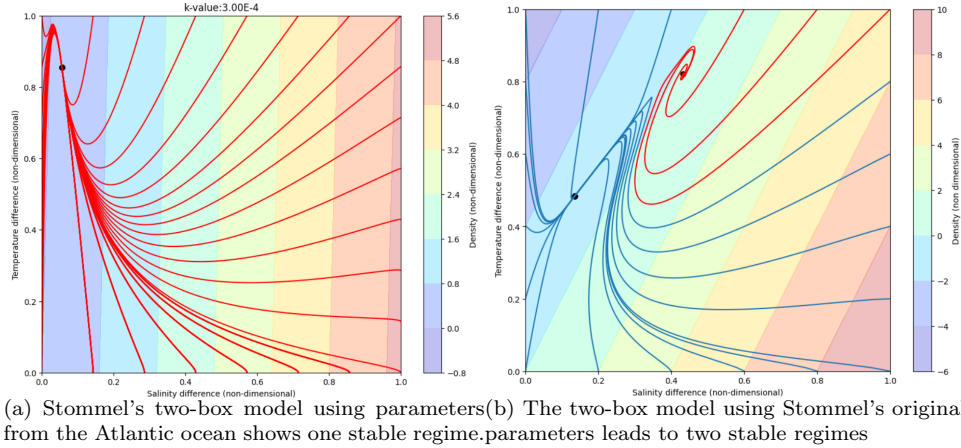 k-value:3.00E-4
1.0
0.8
0.6
0.4
0.2
0.0
Temperature difference (non-dimensional)
0.0 0.2 0.4 0.6 0.8 1.0
Salinity difference (non-dimensional)
5.6
4.8
4.0
3.2
2.4
1.6
0.8
0.0
−0.8
Density (non-dimensional)
1.0
0.8
0.6
0.4
0.2
0.0
Temperature difference (non-dimensional)
0.0 0.2 0.4 0.6 0.8 1.0
Salinity difference (non-dimensional)
10
8
6
4
2
0
−2
−4
−6
Density (non dimensional)
(a) Stommel's two-box model using parameters
from the Atlantic ocean shows one stable regime.
(b) The two-box model using Stommel's original
parameters leads to two stable regimes